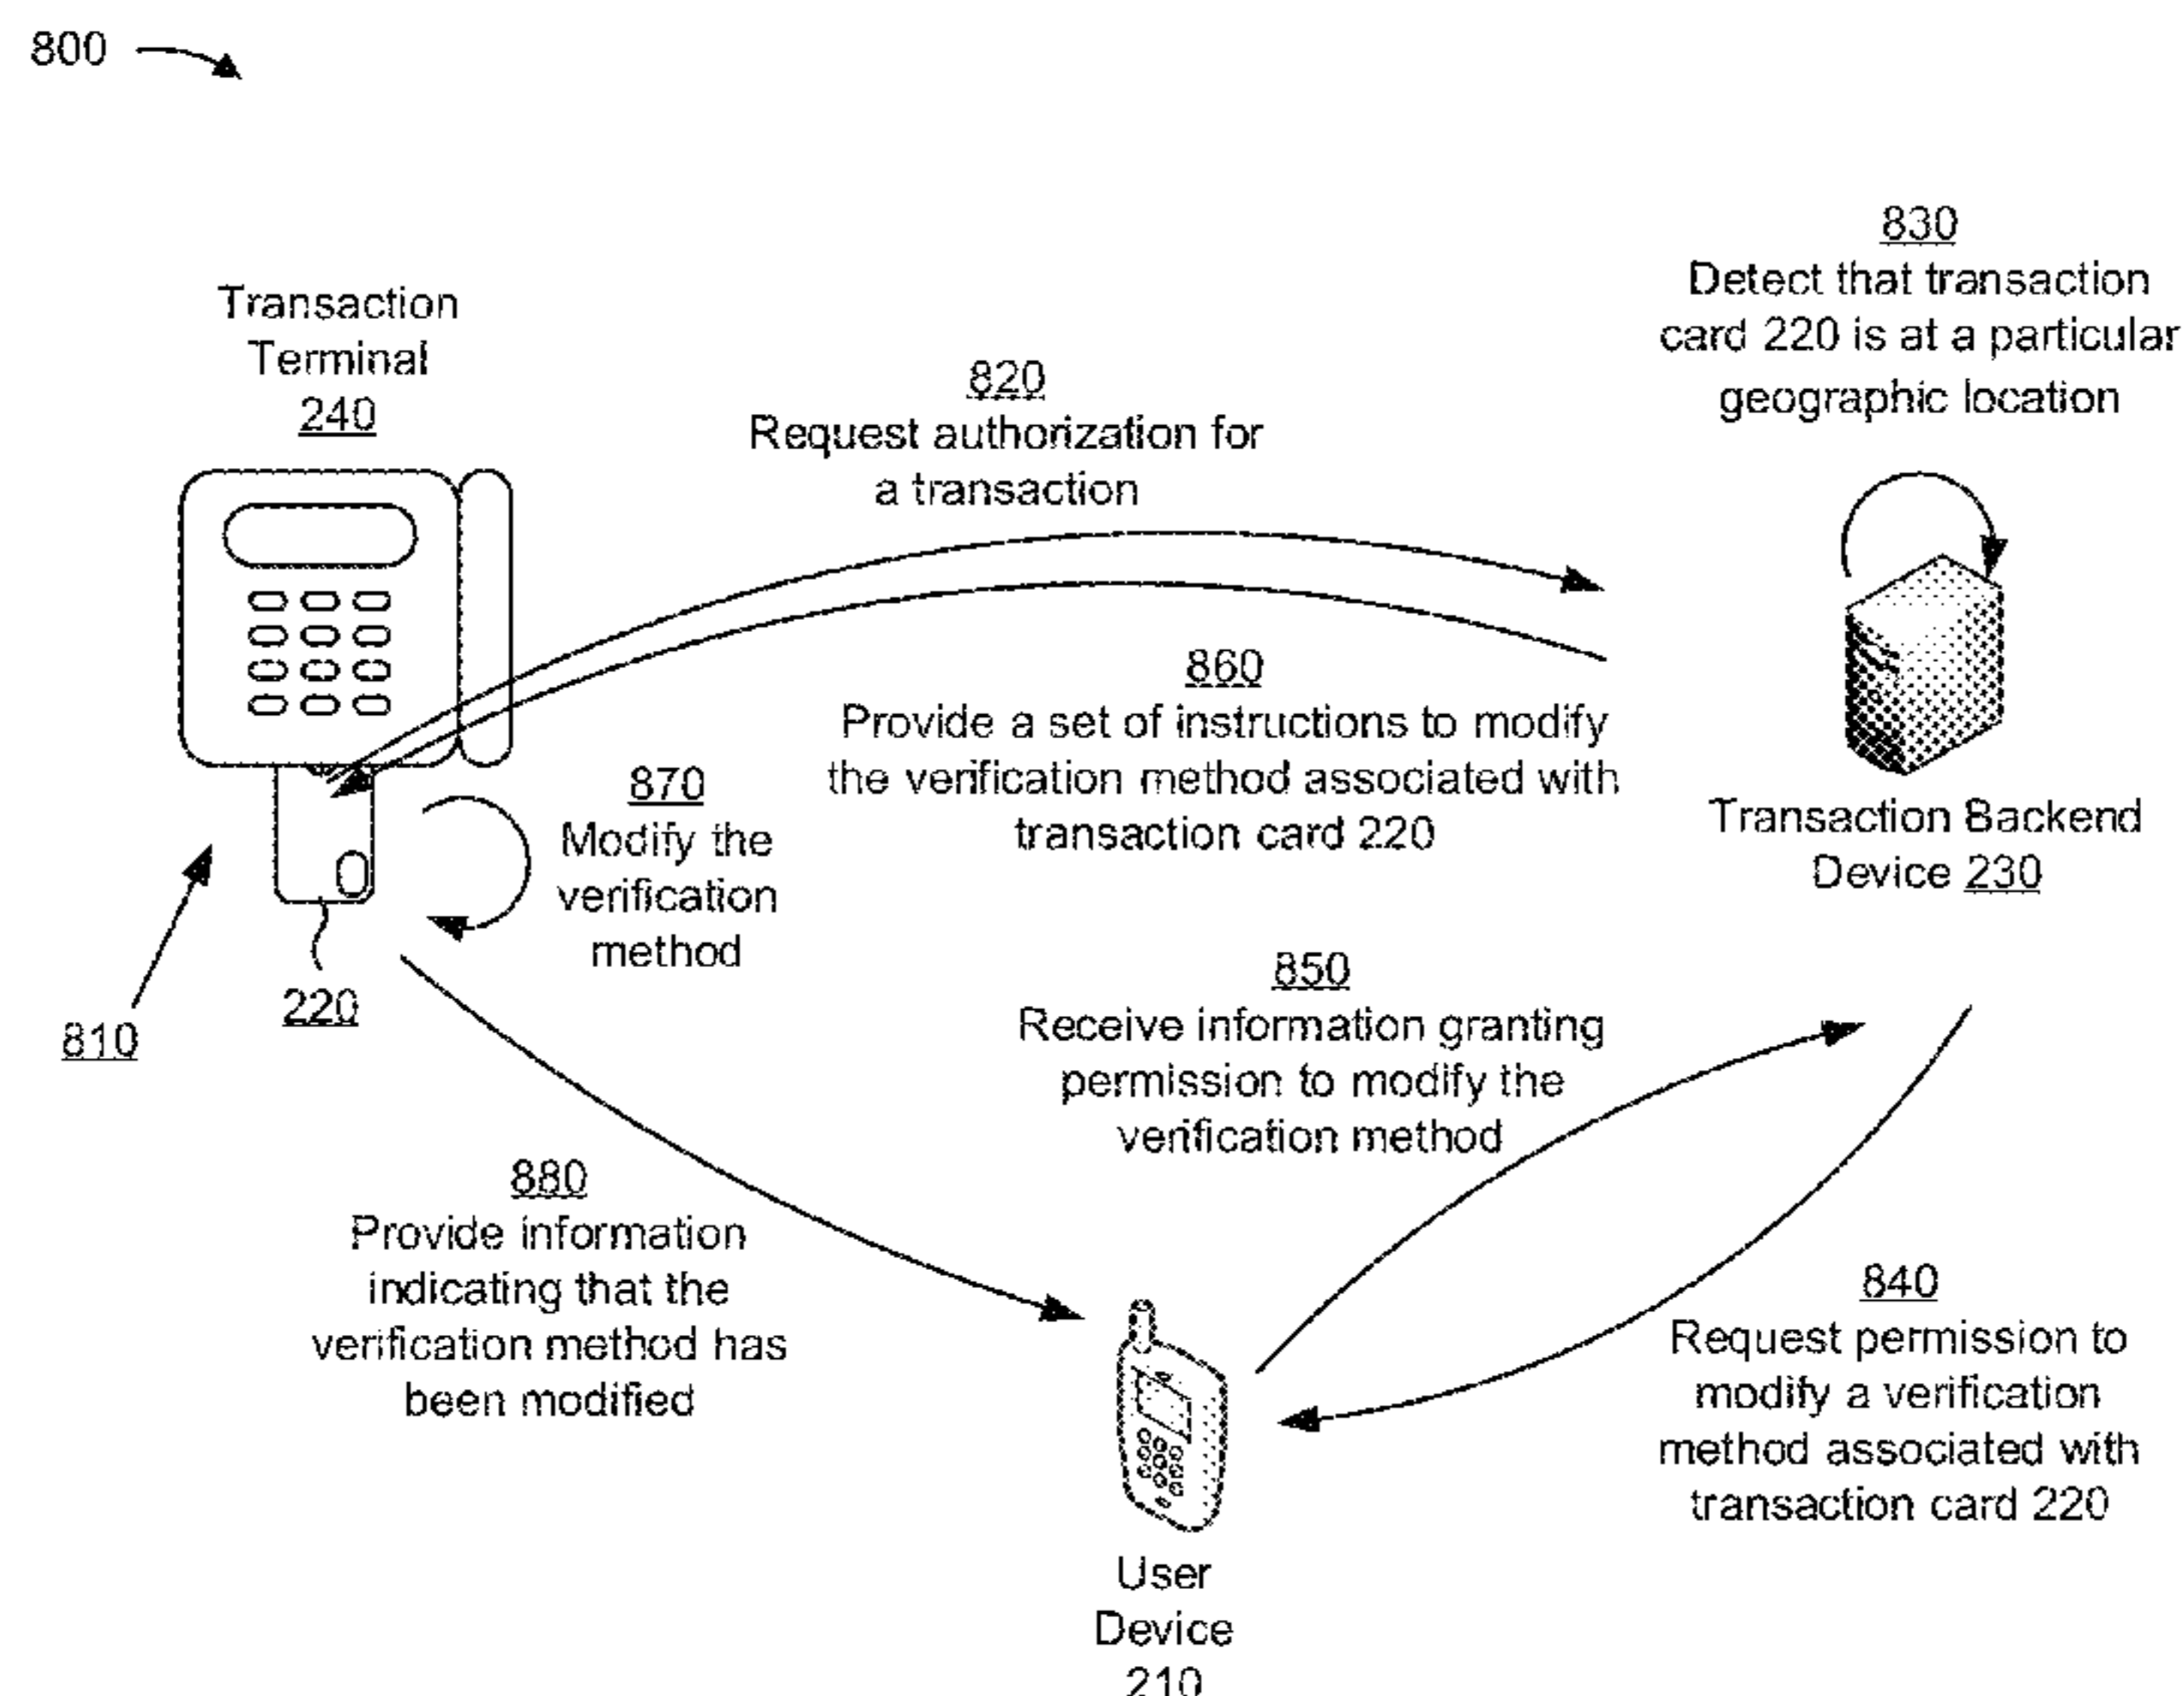 800
830
Detect that transaction
card 220 is at a particular
geographic location
Transaction
Terminal
240
820
Request authorization for
a transaction
860
Provide a set of instructions to modify
the verification method associated with
transaction card 220
870
Modify the
verification
method
Transaction Backend
Device 230
220
810
850
Receive information granting
permission to modify the
verification method
880
Provide information
indicating that the
verification method has
been modified
840
Request permission to
modify a verification
method associated with
transaction card 220
User
Device
210